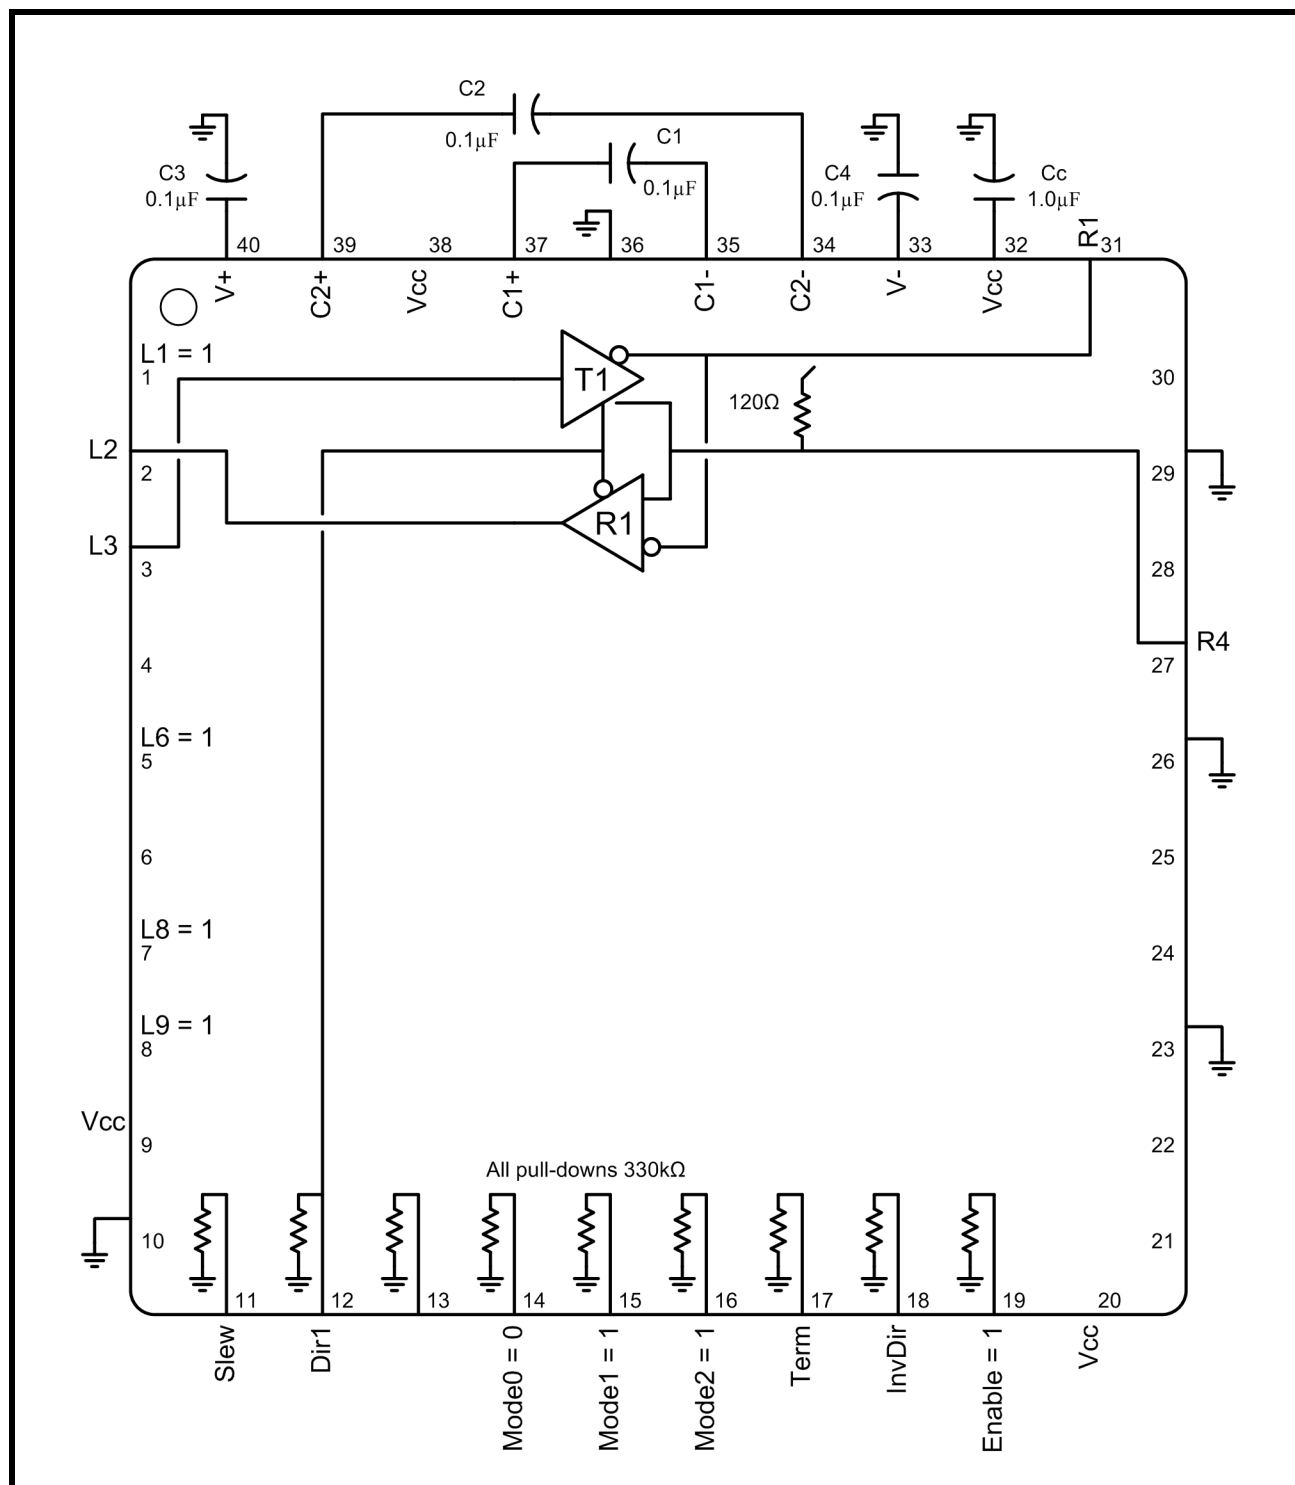 C2
0.1µF
C1
0.1µF
C3
0.1µF
C4
0.1µF
Cc
1.0µF
R1
40 39 38 37 36 35 34 33 32 31
V+ C2+ Vcc C1+ C1- C2- V- Vcc
L1 = 1
1
30
T1
120Ω
L2
2
29
R1
L3
3
28
R4
4
27
L6 = 1
5
26
6
25
L8 = 1
7
24
L9 = 1
8
23
Vcc
9
22
All pull-downs 330kΩ
10
21
11 12 13 14 15 16 17 18 19 20
Slew
Dir1
Mode0 = 0
Mode1 = 1
Mode2 = 1
Term
InvDir
Enable = 1
Vcc